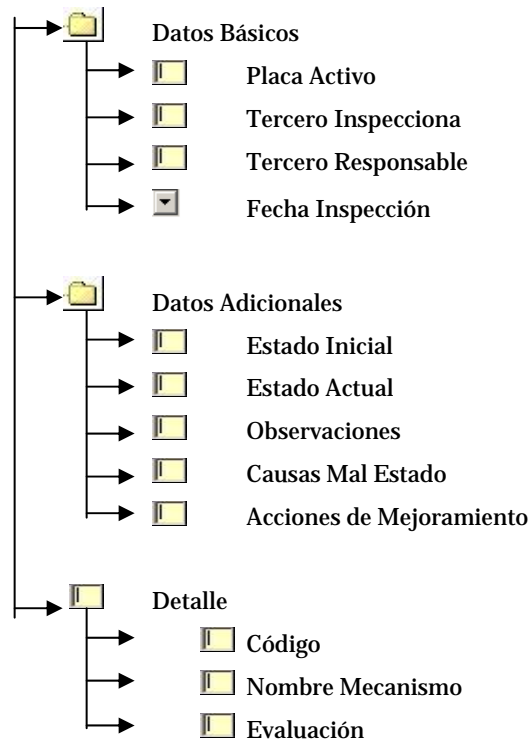 Datos Básicos
Placa Activo
Tercero Inspecciona
Tercero Responsable
Fecha Inspección
Datos Adicionales
Estado Inicial
Estado Actual
Observaciones
Causas Mal Estado
Acciones de Mejoramiento
Detalle
Código
Nombre Mecanismo
Evaluación